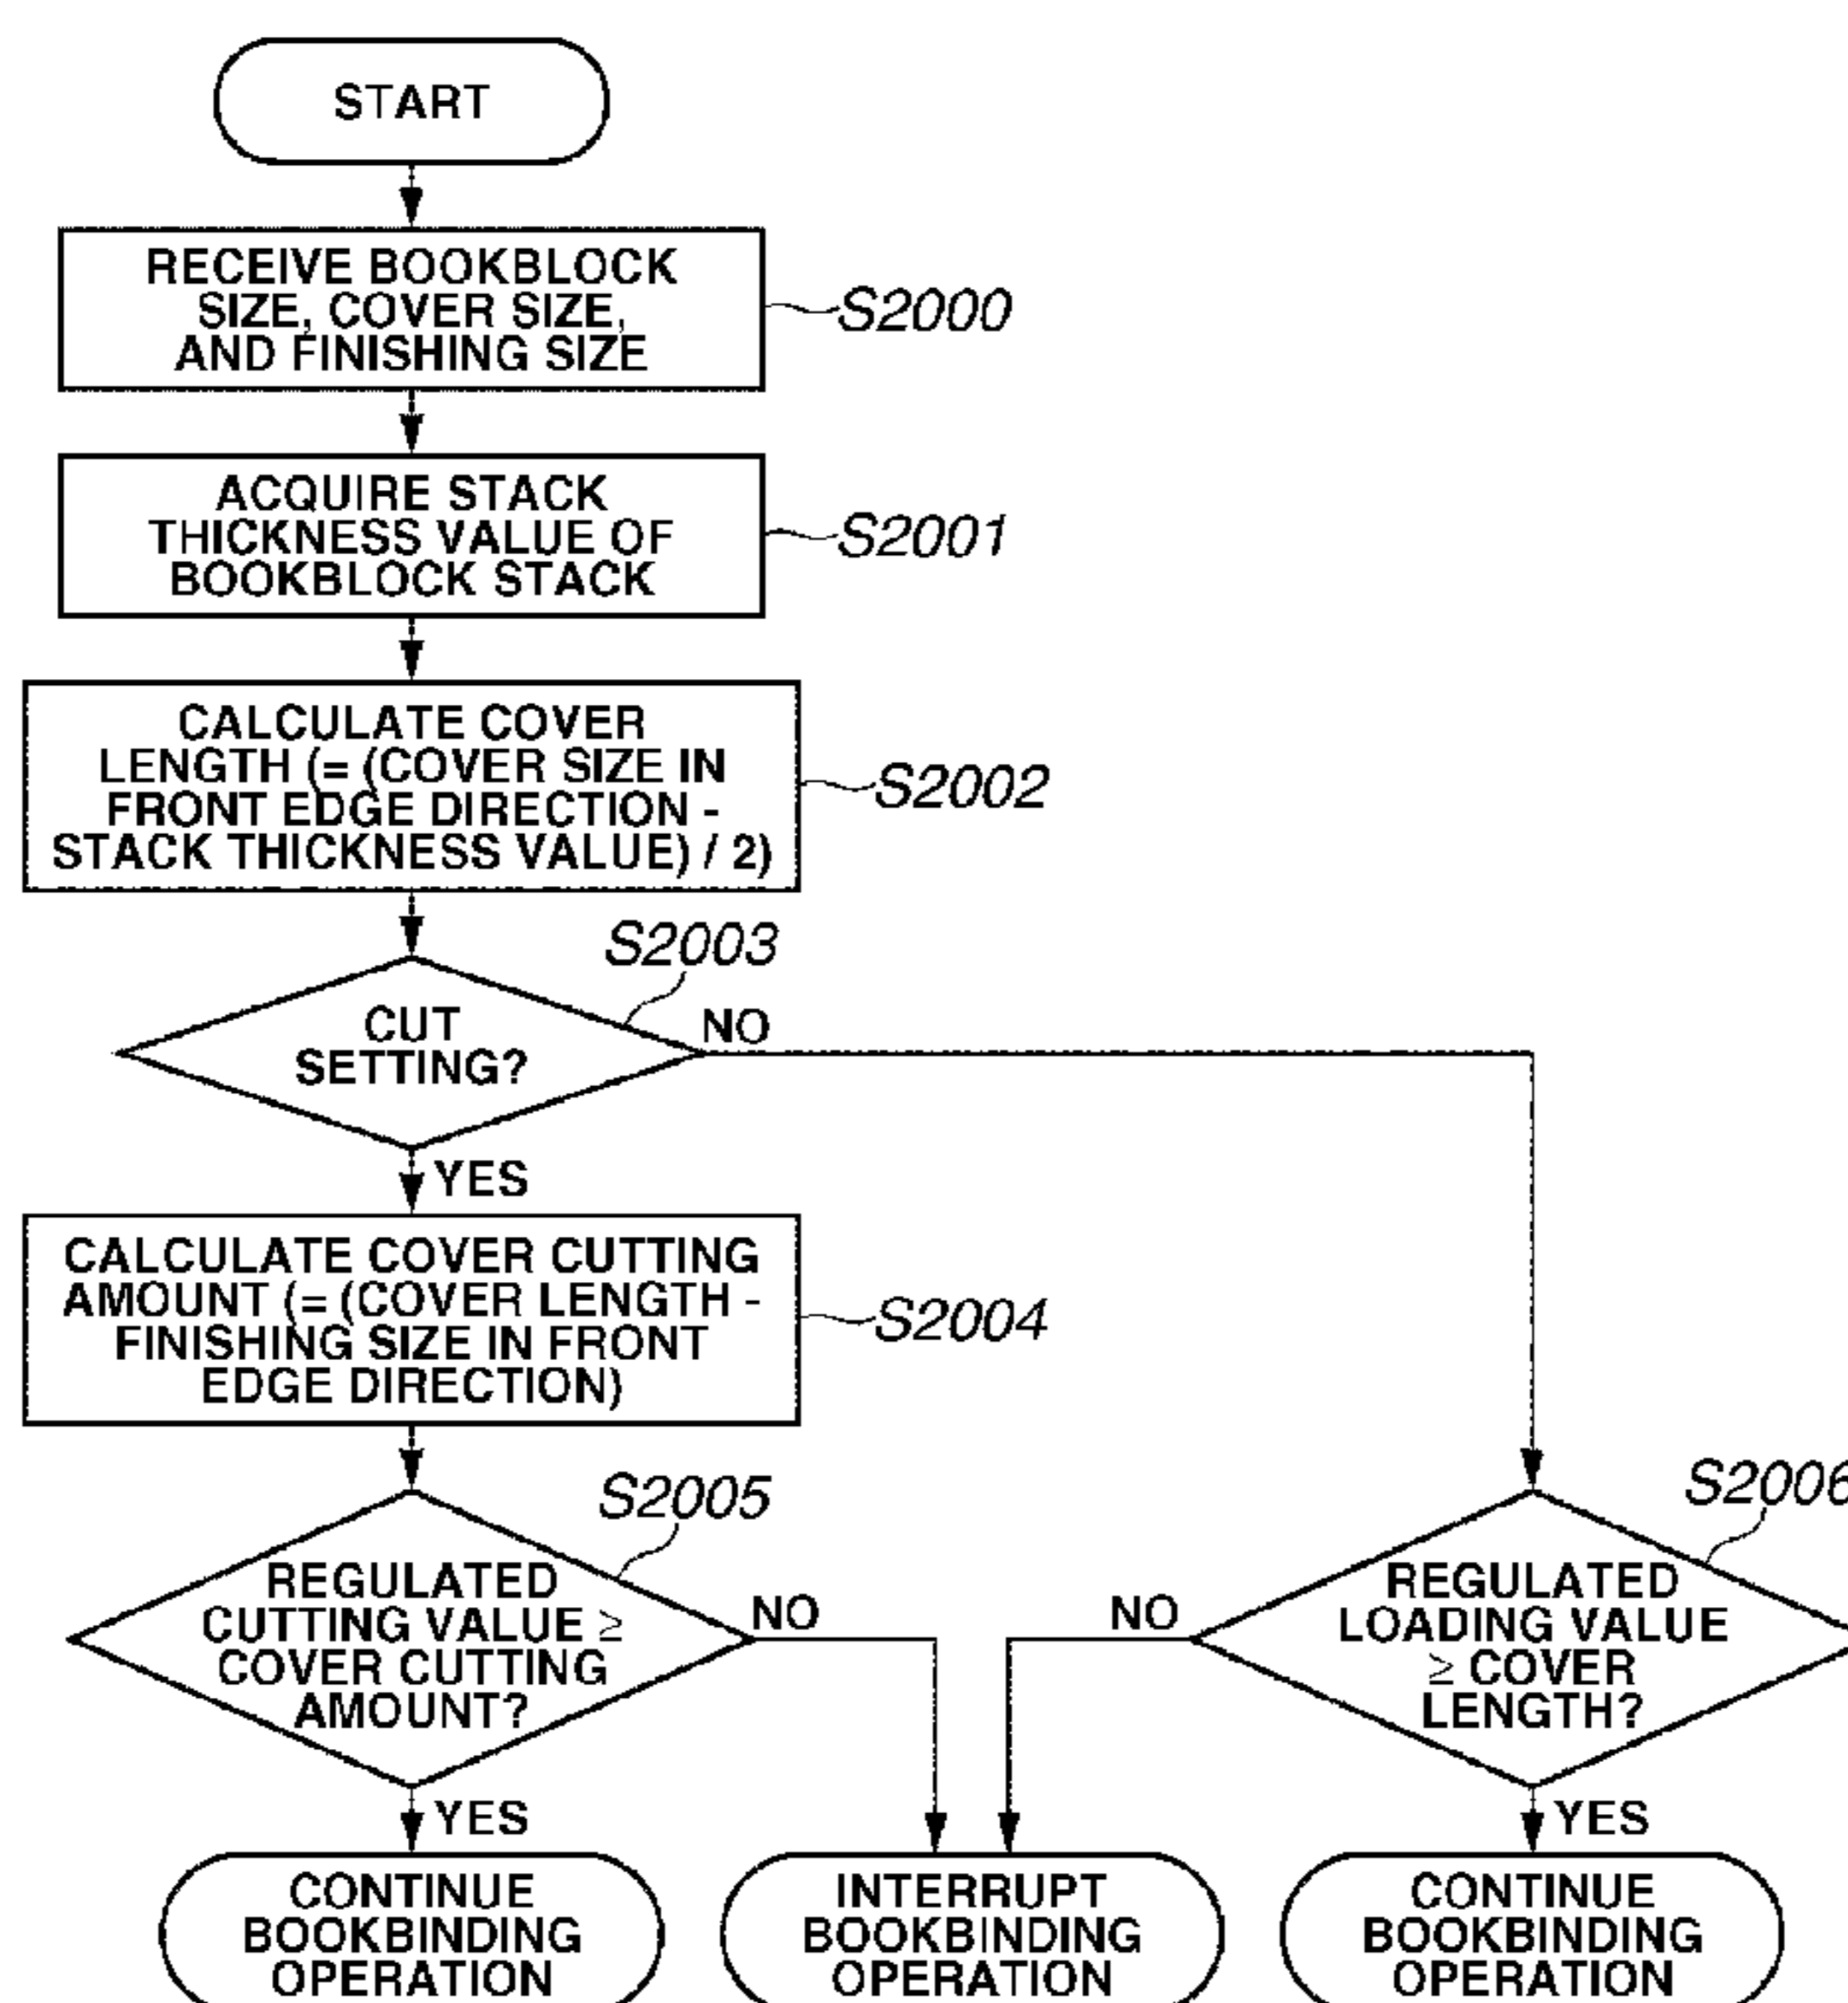 START
RECEIVE BOOKBLOCK
SIZE, COVER SIZE,
AND FINISHING SIZE
S2000
ACQUIRE STACK
THICKNESS VALUE OF
BOOKBLOCK STACK
S2001
CALCULATE COVER
LENGTH (= (COVER SIZE IN
FRONT EDGE DIRECTION -
STACK THICKNESS VALUE) / 2)
S2002
S2003
CUT
SETTING?
NO
YES
CALCULATE COVER CUTTING
AMOUNT (= (COVER LENGTH -
FINISHING SIZE IN FRONT
EDGE DIRECTION)
S2004
S2005
REGULATED
CUTTING VALUE ≥
COVER CUTTING
AMOUNT?
NO
YES
S2006
REGULATED
LOADING VALUE
≥ COVER
LENGTH?
NO
YES
CONTINUE
BOOKBINDING
OPERATION
INTERRUPT
BOOKBINDING
OPERATION
CONTINUE
BOOKBINDING
OPERATION